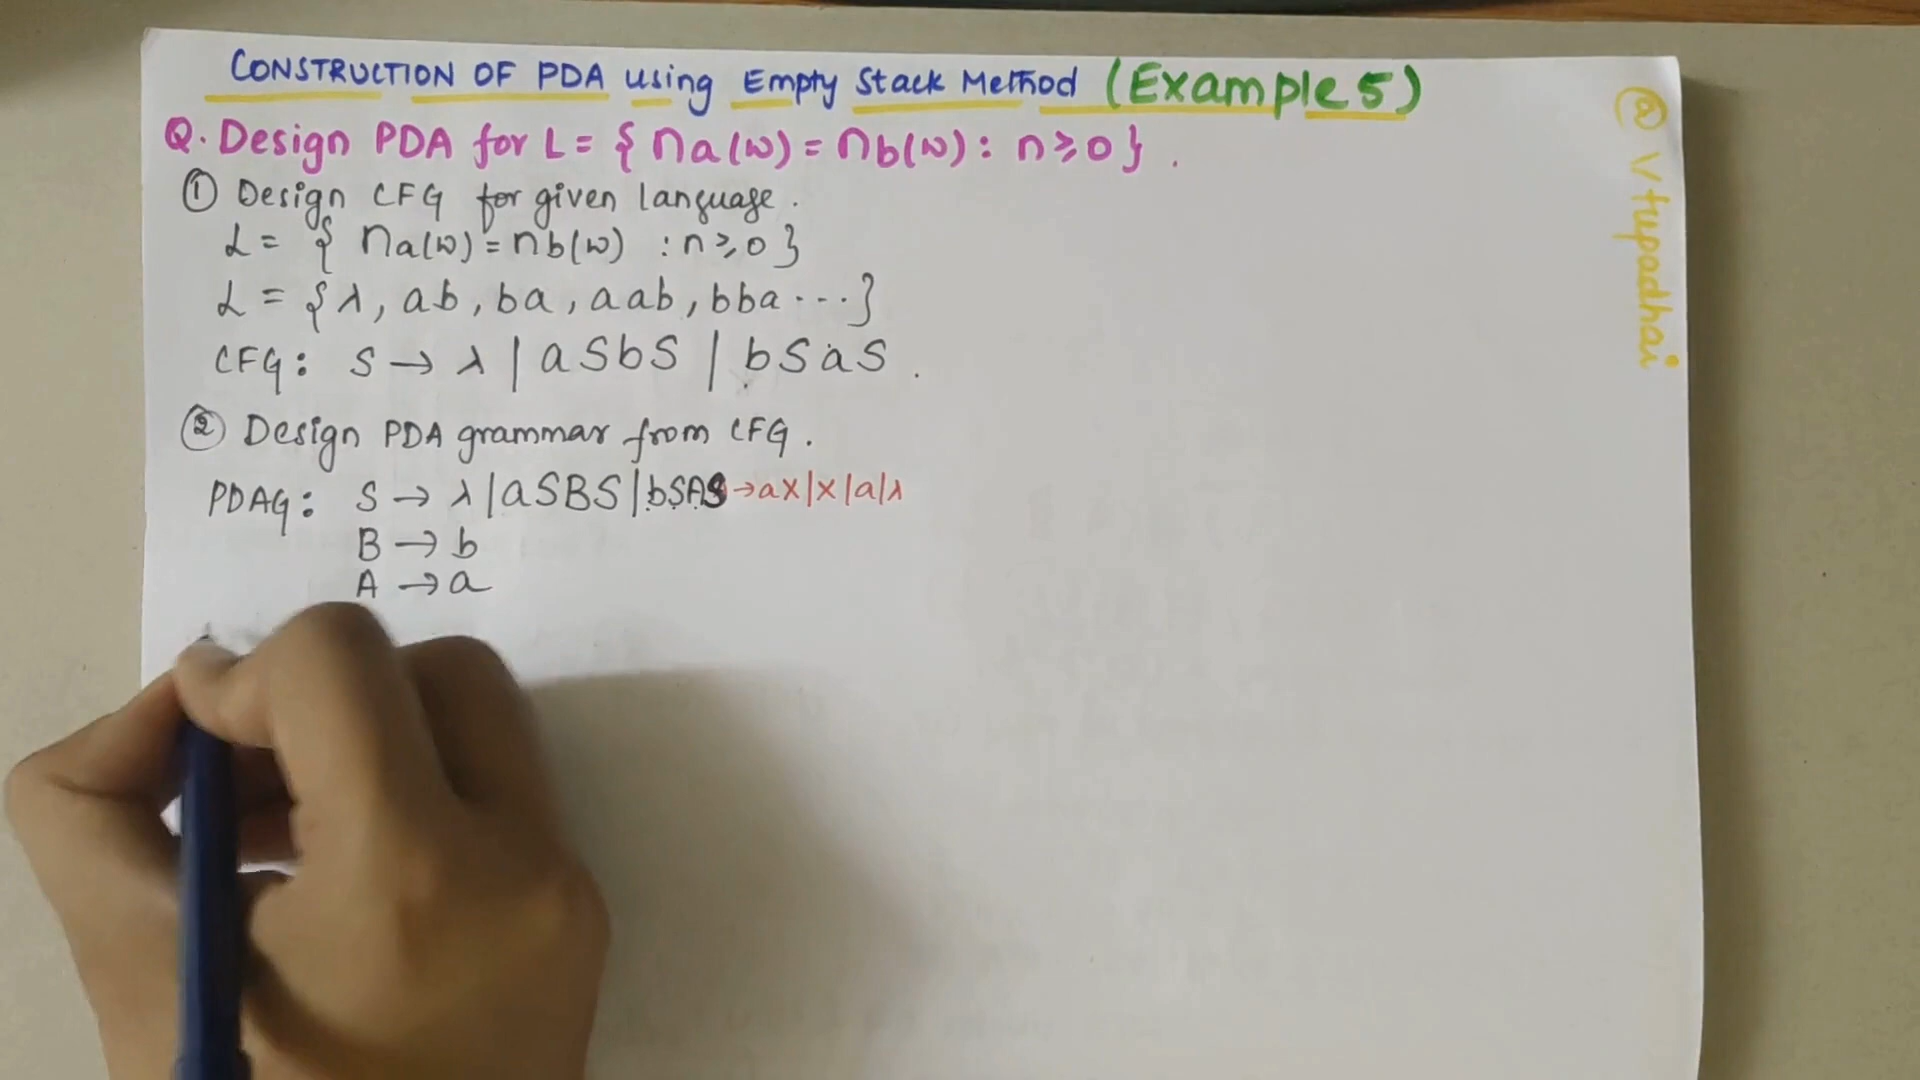 CONSTRUCTION OF PDA using Empty Stack Method (Example 5)
Q. Design PDA for L = { na(w) = nb(w) : n ≥ 0 } .
① Design CFG for given language .
L = { na(w) = nb(w) : n ≥ 0 }
L = { λ, ab, ba, aab, bba ... }
CFG : S → λ | aSbS | bSaS .
② Design PDA grammar from CFG .
PDAG : S → λ | aSBS | bSAS → aX|X|a|λ
B → b
A → a
@ Vtupadhai